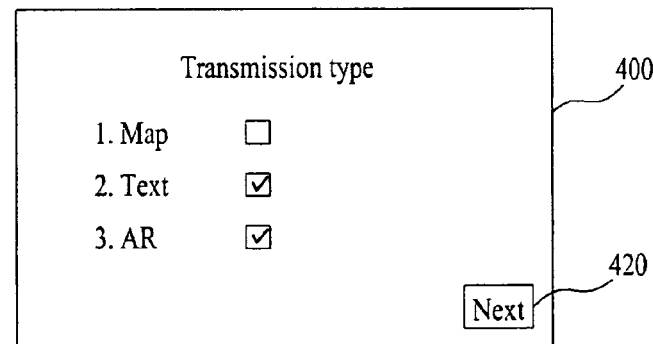 Transmission type
400
1. Map
2. Text
3. AR
420
Next